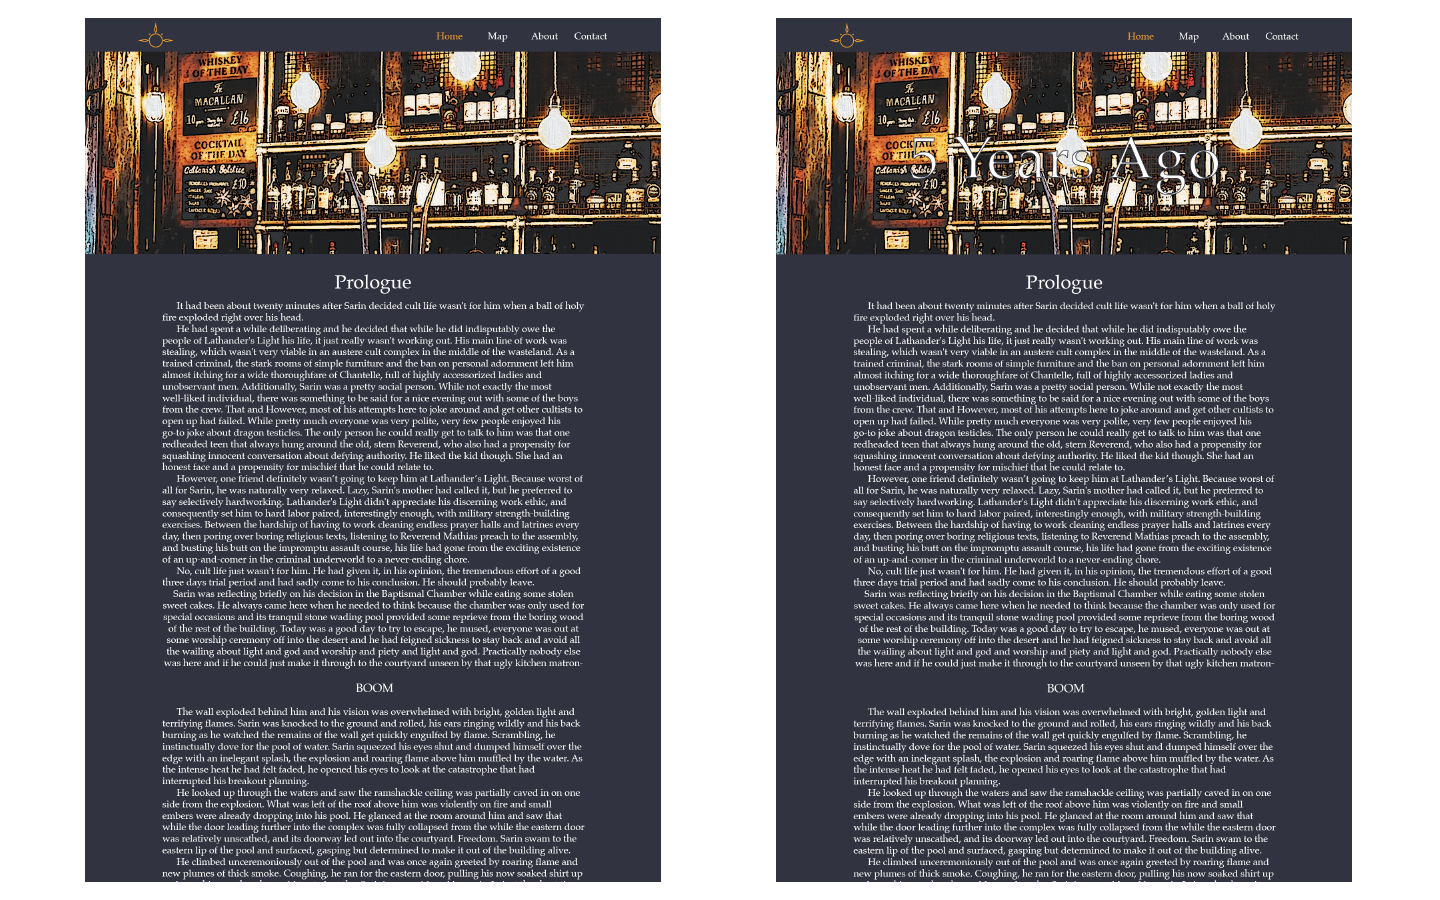 Home Map About Contact
WHISKEY
OF THE DAY
The
MACALLAN
10 £16
COCKTAIL
OF THE DAY
£10
Prologue
It had been about twenty minutes after Sarin decided cult life wasn't for him when a ball of holy
fire exploded right over his head.
He had spent a while deliberating and he decided that while he did indisputably owe the
people of Lathander's Light his life, it just really wasn't working out. His main line of work was
stealing, which wasn't very viable in an austere cult complex in the middle of the wasteland. As a
trained criminal, the stark rooms of simple furniture and the ban on personal adornment left him
almost itching for a wide thoroughfare of Chantelle, full of highly accessorized ladies and
unobservant men. Additionally, Sarin was a pretty social person. While not exactly the most
well-liked individual, there was something to be said for a nice evening out with some of the boys
from the crew. That and However, most of his attempts here to joke around and get other cultists to
open up had failed. While pretty much everyone was very polite, very few people enjoyed his
go-to joke about dragon testicles. The only person he could really get to talk to him was that one
redheaded teen that always hung around the old, stern Reverend, who also had a propensity for
squashing innocent conversation about defying authority. He liked the kid though. She had an
honest face and a propensity for mischief that he could relate to.
However, one friend definitely wasn’t going to keep him at Lathander’s Light. Because worst of
all for Sarin, he was naturally very relaxed. Lazy, Sarin's mother had called it, but he preferred to
say selectively hardworking. Lathander's Light didn't appreciate his discerning work ethic, and
consequently set him to hard labor paired, interestingly enough, with military strength-building
exercises. Between the hardship of having to work cleaning endless prayer halls and latrines every
day, then poring over boring religious texts, listening to Reverend Mathias preach to the assembly,
and busting his butt on the impromptu assault course, his life had gone from the exciting existence
of an up-and-comer in the criminal underworld to a never-ending chore.
No, cult life just wasn't for him. He had given it, in his opinion, the tremendous effort of a good
three days trial period and had sadly come to his conclusion. He should probably leave.
Sarin was reflecting briefly on his decision in the Baptismal Chamber while eating some stolen
sweet cakes. He always came here when he needed to think because the chamber was only used for
special occasions and its tranquil stone wading pool provided some reprieve from the boring wood
of the rest of the building. Today was a good day to try to escape, he mused, everyone was out at
some worship ceremony off into the desert and he had feigned sickness to stay back and avoid all
the wailing about light and god and worship and piety and light and god. Practically nobody else
was here and if he could just make it through to the courtyard unseen by that ugly kitchen matron-
BOOM
The wall exploded behind him and his vision was overwhelmed with bright, golden light and
terrifying flames. Sarin was knocked to the ground and rolled, his ears ringing wildly and his back
burning as he watched the remains of the wall get quickly engulfed by flame. Scrambling, he
instinctually dove for the pool of water. Sarin squeezed his eyes shut and dumped himself over the
edge with an inelegant splash, the explosion and roaring flame above him muffled by the water. As
the intense heat he had felt faded, he opened his eyes to look at the catastrophe that had
interrupted his breakout planning.
He looked up through the waters and saw the ramshackle ceiling was partially caved in on one
side from the explosion. What was left of the roof above him was violently on fire and small
embers were already dropping into his pool. He glanced at the room around him and saw that
while the door leading further into the complex was fully collapsed from the while the eastern door
was relatively unscathed, and its doorway led out into the courtyard. Freedom. Sarin swam to the
eastern lip of the pool and surfaced, gasping but determined to make it out of the building alive.
He climbed unceremoniously out of the pool and was once again greeted by roaring flame and
new plumes of thick smoke. Coughing, he ran for the eastern door, pulling his now soaked shirt up
Home Map About Contact
WHISKEY
OF THE DAY
The
MACALLAN
10 £16
COCKTAIL
OF THE DAY
£10
5 Years Ago
Prologue
It had been about twenty minutes after Sarin decided cult life wasn't for him when a ball of holy
fire exploded right over his head.
He had spent a while deliberating and he decided that while he did indisputably owe the
people of Lathander's Light his life, it just really wasn't working out. His main line of work was
stealing, which wasn't very viable in an austere cult complex in the middle of the wasteland. As a
trained criminal, the stark rooms of simple furniture and the ban on personal adornment left him
almost itching for a wide thoroughfare of Chantelle, full of highly accessorized ladies and
unobservant men. Additionally, Sarin was a pretty social person. While not exactly the most
well-liked individual, there was something to be said for a nice evening out with some of the boys
from the crew. That and However, most of his attempts here to joke around and get other cultists to
open up had failed. While pretty much everyone was very polite, very few people enjoyed his
go-to joke about dragon testicles. The only person he could really get to talk to him was that one
redheaded teen that always hung around the old, stern Reverend, who also had a propensity for
squashing innocent conversation about defying authority. He liked the kid though. She had an
honest face and a propensity for mischief that he could relate to.
However, one friend definitely wasn’t going to keep him at Lathander’s Light. Because worst of
all for Sarin, he was naturally very relaxed. Lazy, Sarin's mother had called it, but he preferred to
say selectively hardworking. Lathander's Light didn't appreciate his discerning work ethic, and
consequently set him to hard labor paired, interestingly enough, with military strength-building
exercises. Between the hardship of having to work cleaning endless prayer halls and latrines every
day, then poring over boring religious texts, listening to Reverend Mathias preach to the assembly,
and busting his butt on the impromptu assault course, his life had gone from the exciting existence
of an up-and-comer in the criminal underworld to a never-ending chore.
No, cult life just wasn't for him. He had given it, in his opinion, the tremendous effort of a good
three days trial period and had sadly come to his conclusion. He should probably leave.
Sarin was reflecting briefly on his decision in the Baptismal Chamber while eating some stolen
sweet cakes. He always came here when he needed to think because the chamber was only used for
special occasions and its tranquil stone wading pool provided some reprieve from the boring wood
of the rest of the building. Today was a good day to try to escape, he mused, everyone was out at
some worship ceremony off into the desert and he had feigned sickness to stay back and avoid all
the wailing about light and god and worship and piety and light and god. Practically nobody else
was here and if he could just make it through to the courtyard unseen by that ugly kitchen matron-
BOOM
The wall exploded behind him and his vision was overwhelmed with bright, golden light and
terrifying flames. Sarin was knocked to the ground and rolled, his ears ringing wildly and his back
burning as he watched the remains of the wall get quickly engulfed by flame. Scrambling, he
instinctually dove for the pool of water. Sarin squeezed his eyes shut and dumped himself over the
edge with an inelegant splash, the explosion and roaring flame above him muffled by the water. As
the intense heat he had felt faded, he opened his eyes to look at the catastrophe that had
interrupted his breakout planning.
He looked up through the waters and saw the ramshackle ceiling was partially caved in on one
side from the explosion. What was left of the roof above him was violently on fire and small
embers were already dropping into his pool. He glanced at the room around him and saw that
while the door leading further into the complex was fully collapsed from the while the eastern door
was relatively unscathed, and its doorway led out into the courtyard. Freedom. Sarin swam to the
eastern lip of the pool and surfaced, gasping but determined to make it out of the building alive.
He climbed unceremoniously out of the pool and was once again greeted by roaring flame and
new plumes of thick smoke. Coughing, he ran for the eastern door, pulling his now soaked shirt up